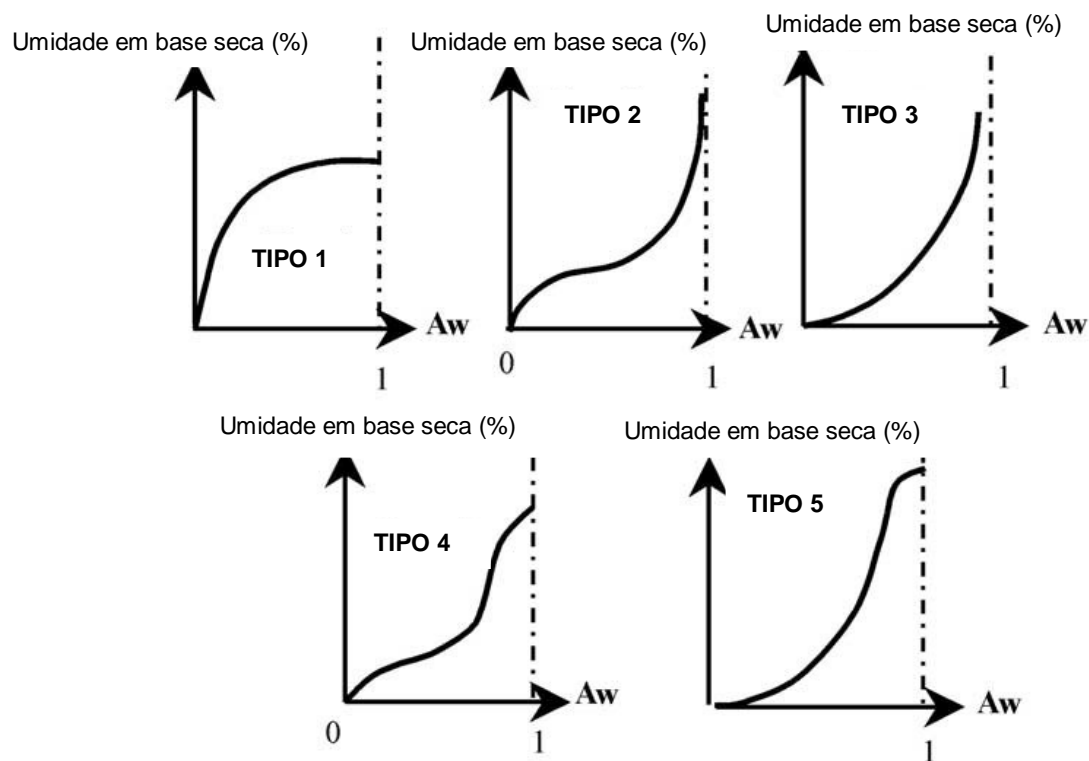 Umidade em base seca (%)
TIPO 1
Aw
1
Umidade em base seca (%)
TIPO 2
Aw
0
1
Umidade em base seca (%)
TIPO 3
Aw
1
Umidade em base seca (%)
TIPO 4
Aw
0
1
Umidade em base seca (%)
TIPO 5
Aw
1